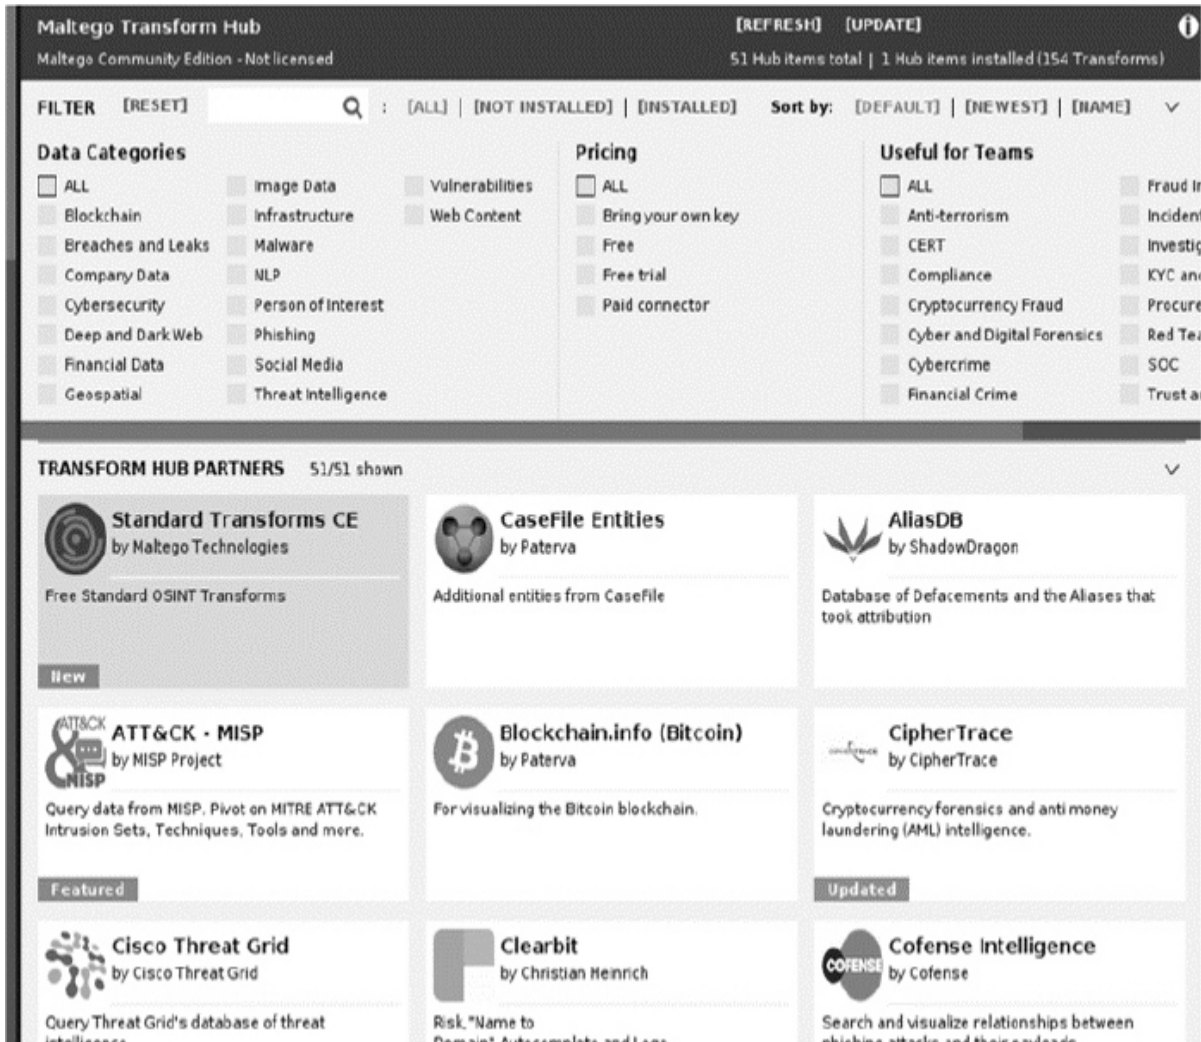 Maltego Transform Hub
[REFRESH] [UPDATE]
Maltego Community Edition - Not licensed
51 Hub items total | 1 Hub items installed (154 Transforms)
FILTER [RESET] : [ALL] | [NOT INSTALLED] | [INSTALLED] Sort by: [DEFAULT] | [NEWEST] | [NAME]
Data Categories
ALL
Blockchain
Breaches and Leaks
Company Data
Cybersecurity
Deep and Dark Web
Financial Data
Geospatial
Image Data
Infrastructure
Malware
NLP
Person of Interest
Phishing
Social Media
Threat Intelligence
Vulnerabilities
Web Content
Pricing
ALL
Bring your own key
Free
Free trial
Paid connector
Useful for Teams
ALL
Anti-terrorism
CERT
Compliance
Cryptocurrency Fraud
Cyber and Digital Forensics
Cybercrime
Financial Crime
Fraud
Red
SOC
Trust
TRANSFORM HUB PARTNERS 51/51 shown
Standard Transforms CE
by Maltego Technologies
Free Standard OSINT Transforms
New
CaseFile Entities
by Paterva
Additional entities from CaseFile
AliasDB
by ShadowDragon
Database of Defacements and the Aliases that
took attribution
ATT&CK
&
MISP
ATT&CK - MISP
by MISP Project
Query data from MISP. Pivot on MITRE ATT&CK
Intrusion Sets, Techniques, Tools and more.
Featured
Blockchain.info (Bitcoin)
by Paterva
For visualizing the Bitcoin blockchain.
CipherTrace
by CipherTrace
Cryptocurrency forensics and anti money
laundering (AML) intelligence.
Updated
Cisco Threat Grid
by Cisco Threat Grid
Query Threat Grid's database of threat
Clearbit
by Christian Heinrich
Risk, "Name to
COFENSE
Cofense Intelligence
by Cofense
Search and visualize relationships between